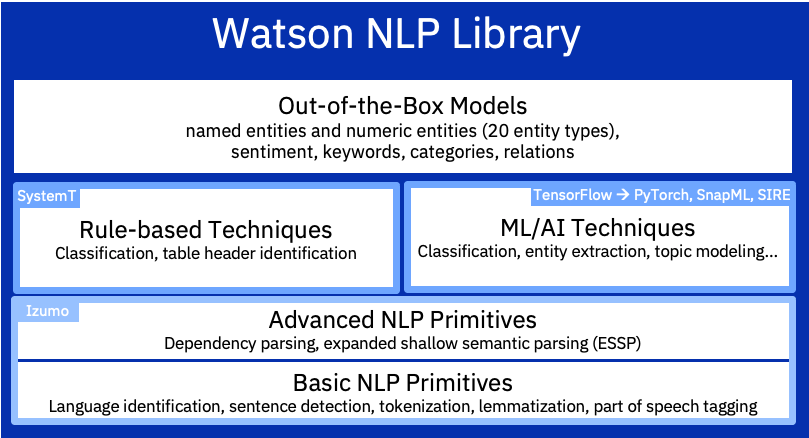 Watson NLP Library
Out-of-the-Box Models
named entities and numeric entities (20 entity types),
sentiment, keywords, categories, relations
SystemT
Rule-based Techniques
Classification, table header identification
TensorFlow → PyTorch, SnapML, SIRE
ML/AI Techniques
Classification, entity extraction, topic modeling...
Izumo
Advanced NLP Primitives
Dependency parsing, expanded shallow semantic parsing (ESSP)
Basic NLP Primitives
Language identification, sentence detection, tokenization, lemmatization, part of speech tagging